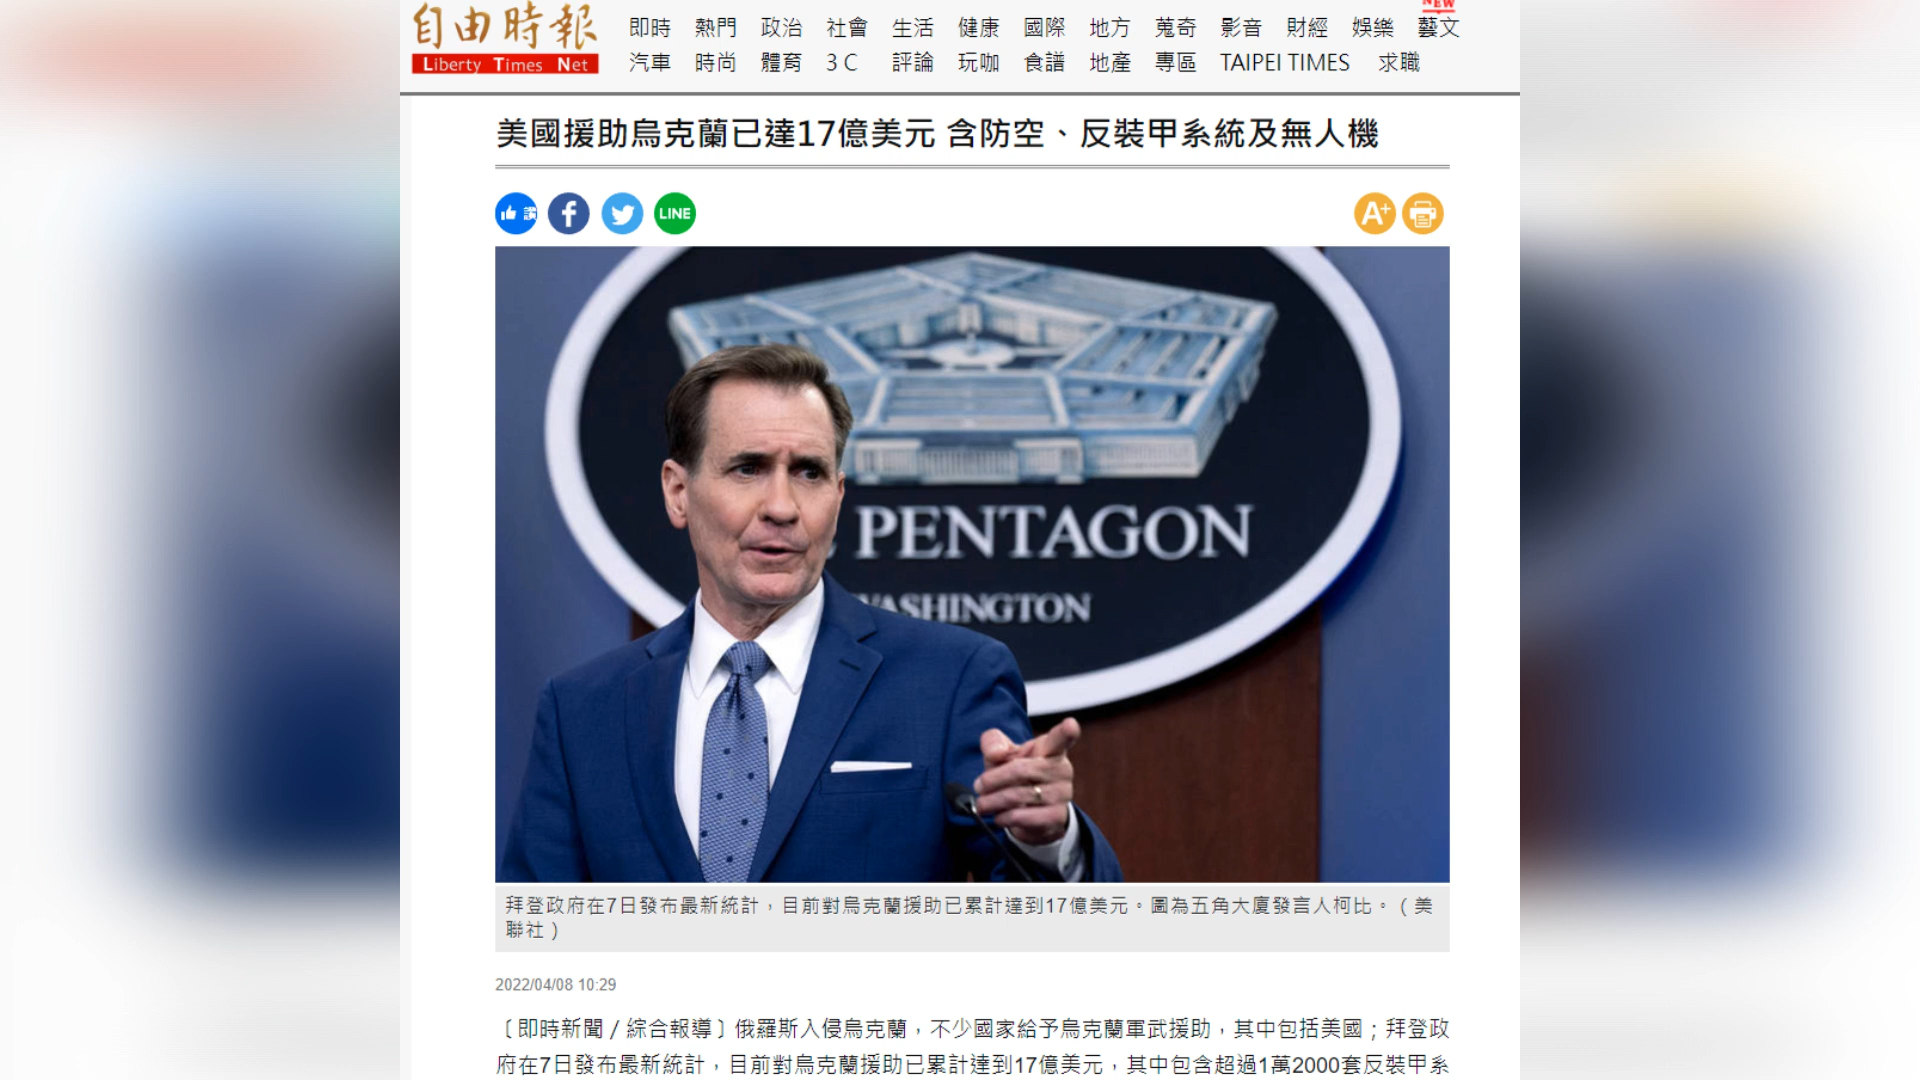 自由時報
Liberty Times Net
NEW
即時 熱門 政治 社會 生活 健康 國際 地方 蒐奇 影音 財經 娛樂 藝文
汽車 時尚 體育 3 C 評論 玩咖 食譜 地產 專區 TAIPEI TIMES 求職
美國援助烏克蘭已達17億美元 含防空、反裝甲系統及無人機
讚
LINE
A+
PENTAGON
WASHINGTON
拜登政府在7日發布最新統計，目前對烏克蘭援助已累計達到17億美元。圖為五角大廈發言人柯比。（美
聯社）
2022/04/08 10:29
〔即時新聞／綜合報導〕俄羅斯入侵烏克蘭，不少國家給予烏克蘭軍武援助，其中包括美國；拜登政
府在7日發布最新統計，目前對烏克蘭援助已累計達到17億美元，其中包含超過1萬2000套反裝甲系